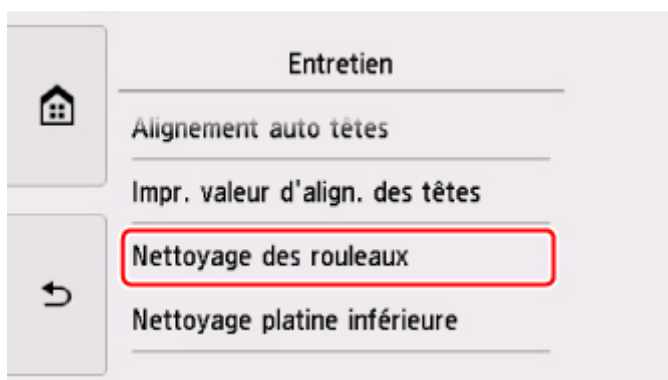 Entretien
Alignement auto têtes
Impr. valeur d'align. des têtes
Nettoyage des rouleaux
Nettoyage platine inférieure